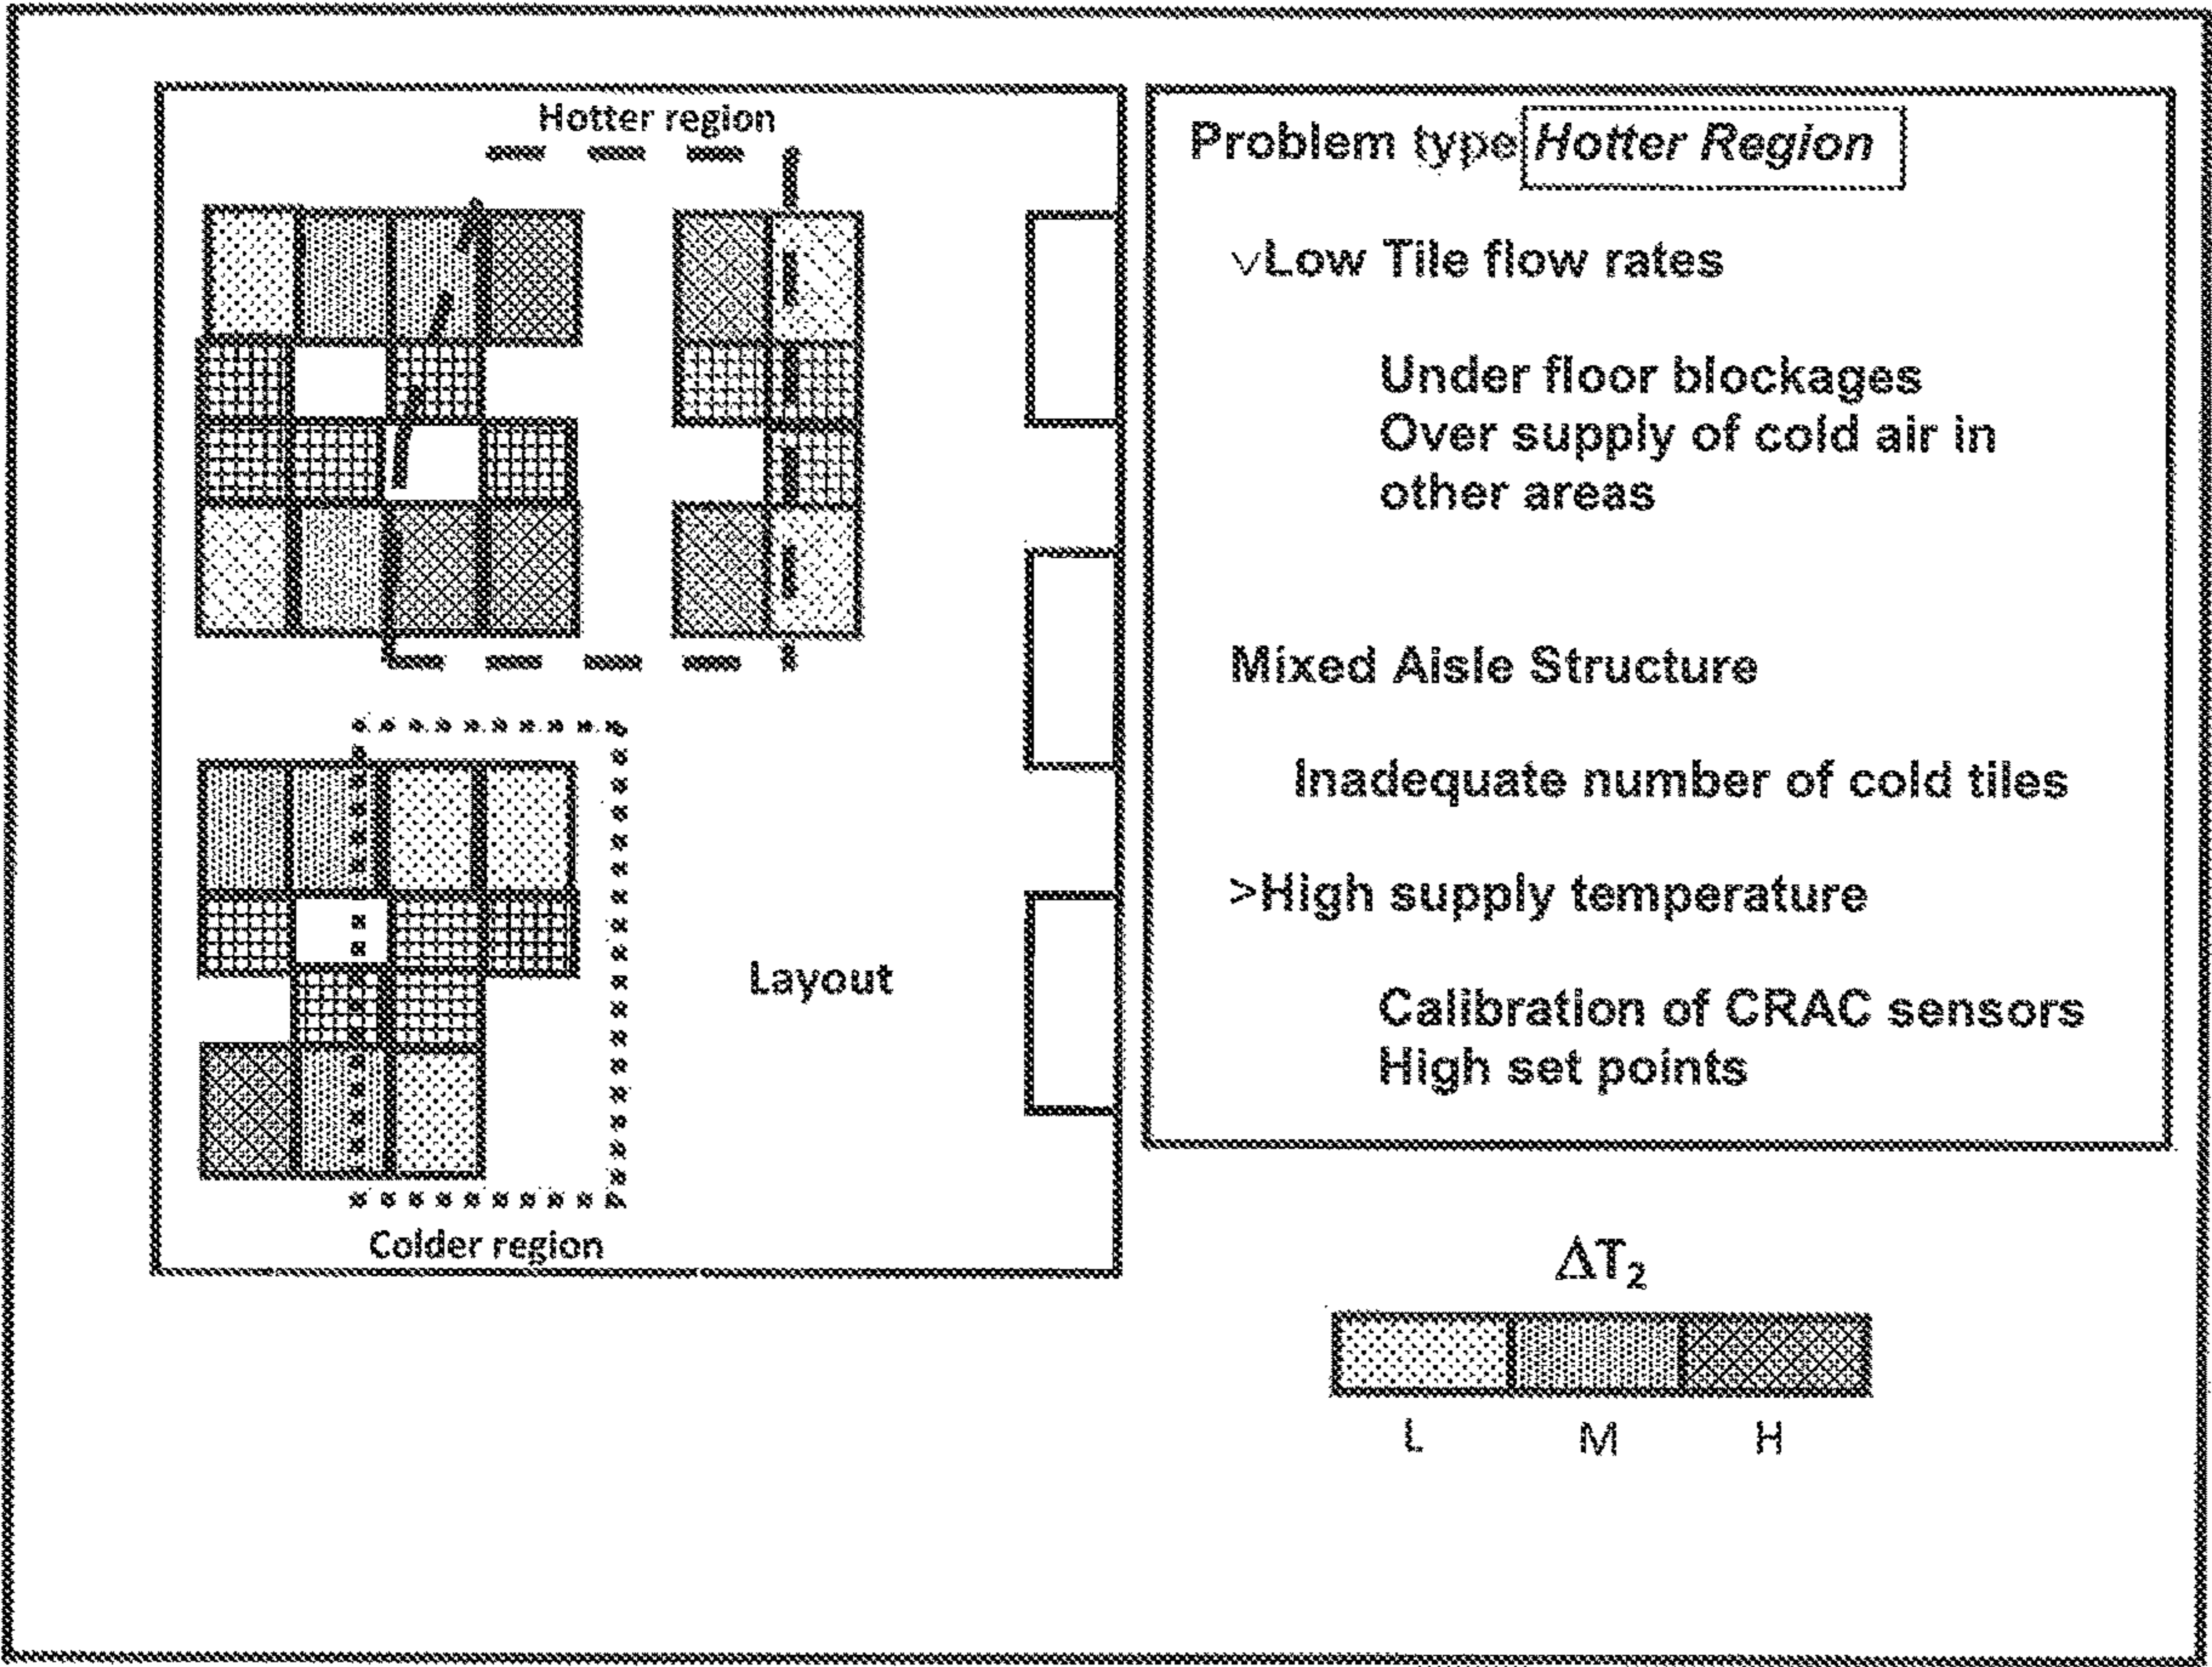 Hotter region
Layout
Colder region
Problem type Hotter Region
∨Low Tile flow rates
Under floor blockages
Over supply of cold air in
other areas
Mixed Aisle Structure
Inadequate number of cold tiles
>High supply temperature
Calibration of CRAC sensors
High set points
ΔT₂
L M H